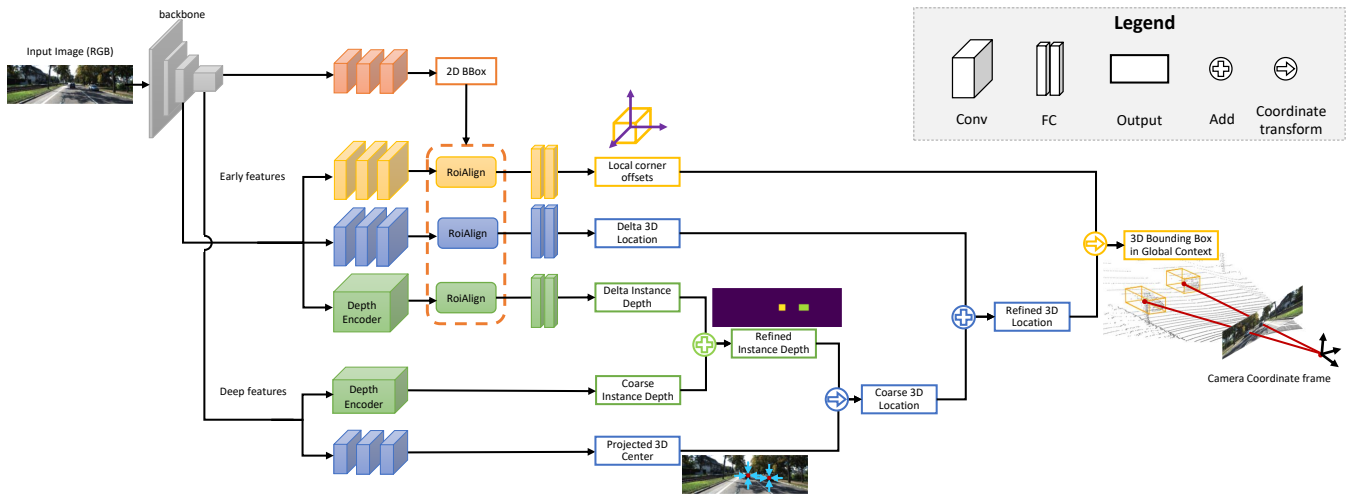 backbone
Input Image (RGB)
2D BBox
Legend
Conv
FC
Output
Add
Coordinate
transform
Early features
RoiAlign
Local corner
offsets
RoiAlign
Delta 3D
Location
3D Bounding Box
in Global Context
Depth
Encoder
RoiAlign
Delta Instance
Depth
Refined
Instance Depth
Refined 3D
Location
Deep features
Depth
Encoder
Coarse
Instance Depth
Coarse 3D
Location
Camera Coordinate frame
Projected 3D
Center